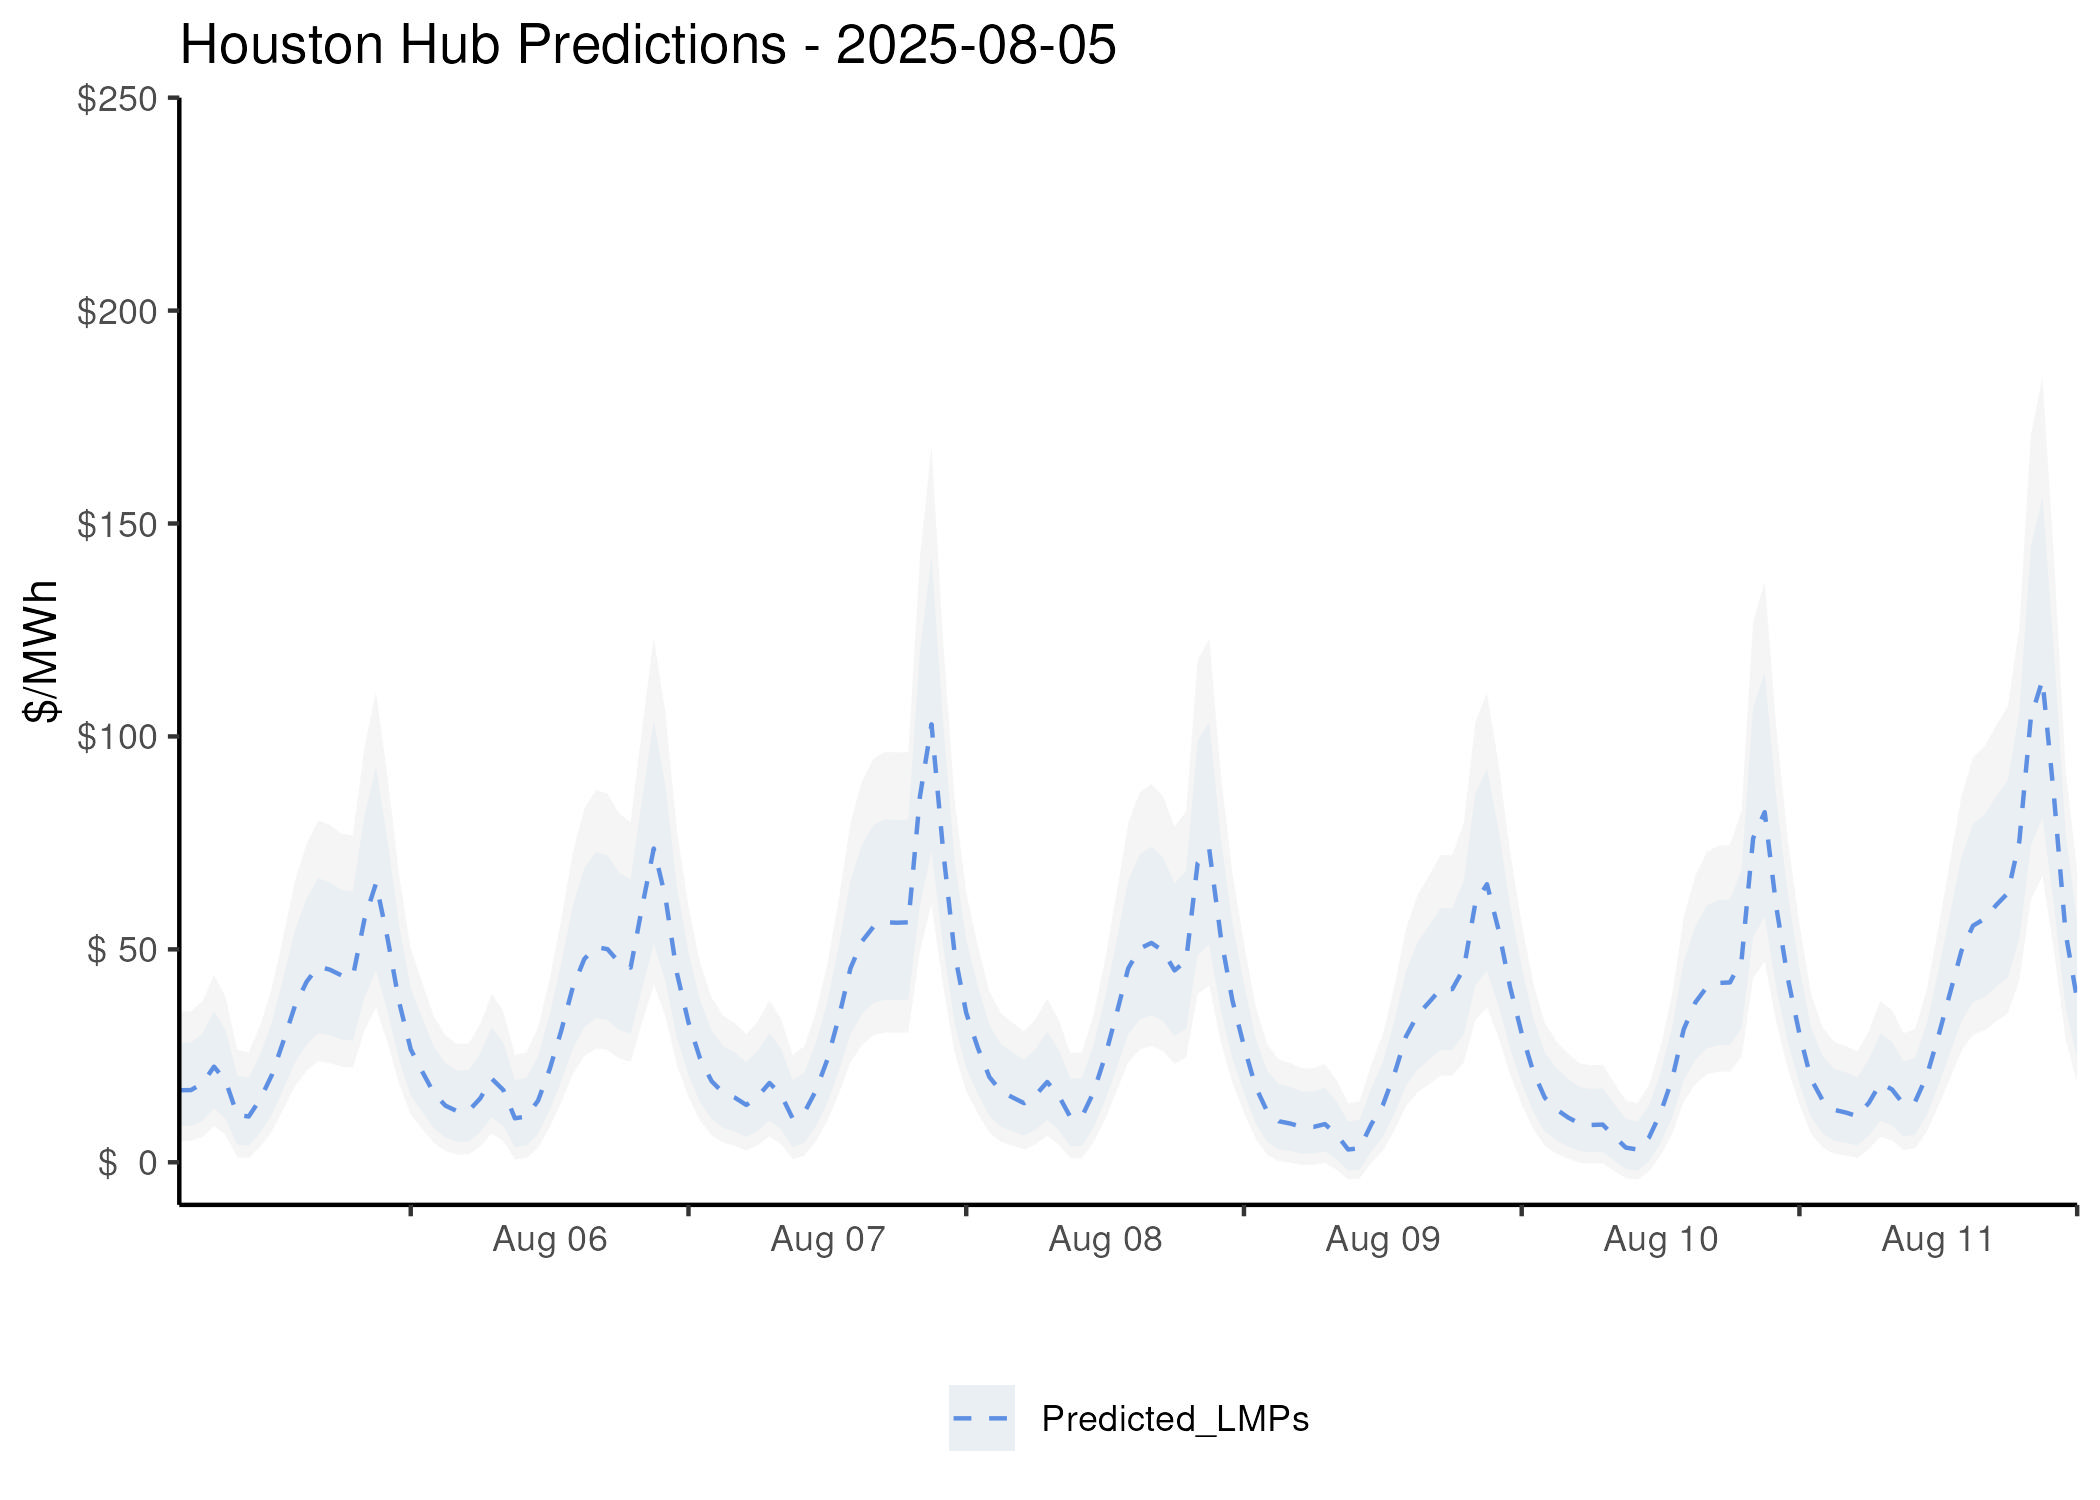 Houston Hub Predictions - 2025-08-05
$250
$200
$150
$100
$ 50
$  0
$/MWh
Aug 06
Aug 07
Aug 08
Aug 09
Aug 10
Aug 11
Predicted_LMPs